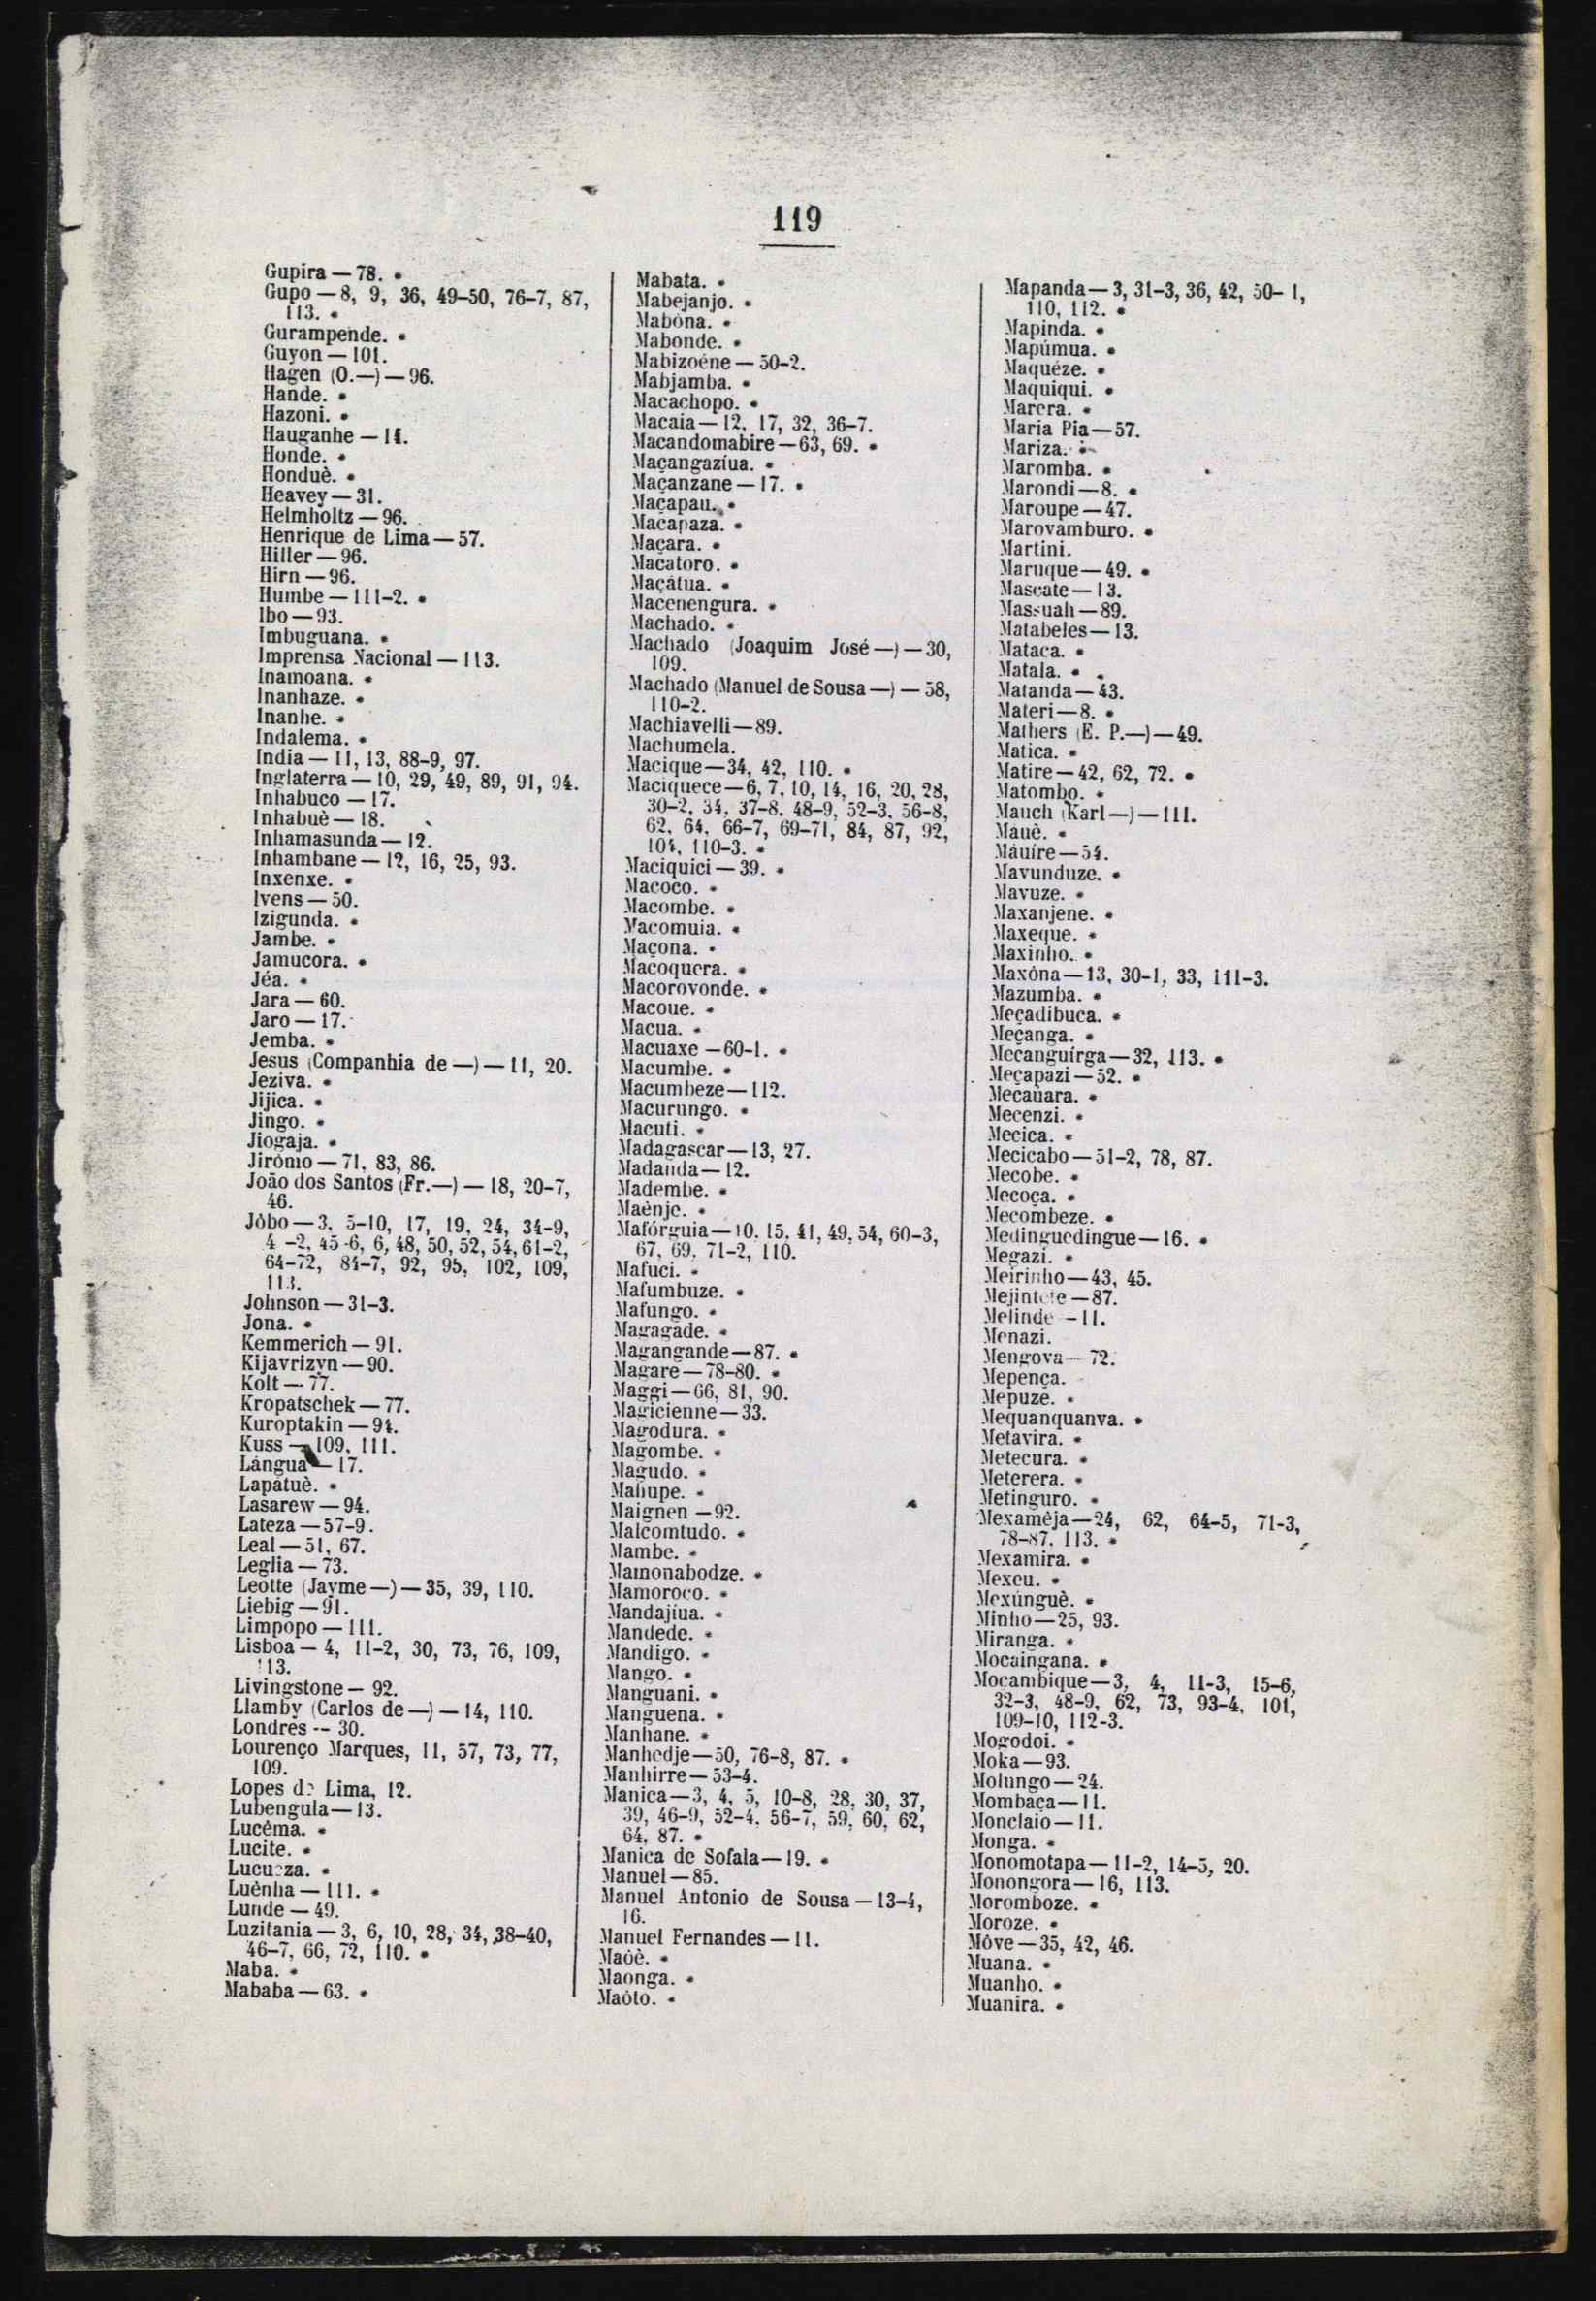 119
Gupira — 78. *
Gupo — 8, 9, 36, 49-50, 76-7, 87,
113. *
Gurampende. *
Guyon — 101.
Hagen (O.—) — 96.
Hande. *
Hazoni. *
Hauganhe — 14.
Honde. *
Honduè. *
Heavey — 31.
Helmholtz — 96.
Henrique de Lima — 57.
Hiller — 96.
Hirn — 96.
Humbe — 111-2. *
Ibo — 93.
Imbuguana. *
Imprensa Nacional — 113.
Inamoana. *
Inanhaze. *
Inanhe. *
Indalema. *
India — 11, 13, 88-9, 97.
Inglaterra — 10, 29, 49, 89, 91, 94.
Inhabuco — 17.
Inhabuè — 18.
Inhamasunda — 12.
Inhambane — 12, 16, 25, 93.
Inxenxe. *
Ivens — 50.
Izigunda. *
Jambe. *
Jamucora. *
Jéa. *
Jara — 60.
Jaro — 17.
Jemba. *
Jesus (Companhia de —) — 11, 20.
Jeziva. *
Jijica. *
Jingo. *
Jiogaja. *
Jirómo — 71, 83, 86.
João dos Santos (Fr.—) — 18, 20-7,
46.
Jôbo — 3, 5-10, 17, 19, 24, 34-9,
4 -2, 45-6, 6, 48, 50, 52, 54, 61-2,
64-72, 84-7, 92, 95, 102, 109,
113.
Johnson — 31-3.
Jona. *
Kemmerich — 91.
Kijavrizyn — 90.
Kolt — 77.
Kropatschek — 77.
Kuroptakin — 94.
Kuss — 109, 111.
Lângua — 17.
Lapátuè. *
Lasarew — 94.
Lateza — 57-9.
Leal — 51, 67.
Leglia — 73.
Leotte (Jayme —) — 35, 39, 110.
Liebig — 91.
Limpopo — 111.
Lisboa — 4, 11-2, 30, 73, 76, 109,
113.
Livingstone — 92.
Llamby (Carlos de —) — 14, 110.
Londres -- 30.
Lourenço Marques, 11, 57, 73, 77,
109.
Lopes de Lima, 12.
Lubengula — 13.
Lucêma. *
Lucite. *
Luénha — 111. *
Lunde — 49.
Luzitania — 3, 6, 10, 28, 34, 38-40,
46-7, 66, 72, 110. *
Maba. *
Mababa — 63. *
Mabata. *
Mabejanjo. *
Mabóna. *
Mabonde. *
Mabizoéne — 50-2.
Mabjamba. *
Macachopo. *
Macaia — 12, 17, 32, 36-7.
Macandomabire — 63, 69. *
Maçangazíua. *
Maçanzane — 17. *
Maçapau. *
Macapaza. *
Maçara. *
Macatoro. *
Maçátua. *
Macenengura. *
Machado. *
Machado (Joaquim José —) — 30,
109.
Machado (Manuel de Sousa —) — 58,
110-2.
Machiavelli — 89.
Machumela.
Macique — 34, 42, 110. *
Maciquece — 6, 7, 10, 14, 16, 20, 28,
30-2, 34, 37-8, 48-9, 52-3, 56-8,
62, 64, 66-7, 69-71, 84, 87, 92,
104, 110-3. *
Maciquici — 39. *
Macoco. *
Macombe. *
Macomuia. *
Maçona. *
Macoquera. *
Macorovonde. *
Macoue. *
Macua. *
Macuaxe — 60-1. *
Macumbe. *
Macumbeze — 112.
Macurungo. *
Macuti. *
Madagascar — 13, 27.
Madanda — 12.
Madembe. *
Maènje. *
Mafórguia — 10, 15, 41, 49, 54, 60-3,
67, 69, 71-2, 110.
Mafuci. *
Mafumbuze. *
Mafungo. *
Magagade. *
Magangande — 87. *
Magare — 78-80. *
Maggi — 66, 81, 90.
Magicienne — 33.
Magodura. *
Magombe. *
Magudo. *
Mahupe. *
Maignen — 92.
Malcomtudo. *
Mambe. *
Mamonabodze. *
Mamoroco. *
Mandajíua. *
Mandede. *
Mandigo. *
Mango. *
Manguani. *
Manguena. *
Manhane. *
Manhedje — 50, 76-8, 87. *
Manhirre — 53-4.
Manica — 3, 4, 5, 10-8, 28, 30, 37,
39, 46-9, 52-4, 56-7, 59, 60, 62,
64, 87. *
Manica de Sofala — 19. *
Manuel — 85.
Manuel Antonio de Sousa — 13-4,
16.
Manuel Fernandes — 11.
Maóè. *
Maonga. *
Maóto. *
Mapanda — 3, 31-3, 36, 42, 50- 1,
110, 112. *
Mapinda. *
Mapúmua. *
Maquéze. *
Maquiqui. *
Marera. *
Maria Pia — 57.
Mariza. *
Maromba. *
Marondi — 8. *
Maroupe — 47.
Marovamburo. *
Martini.
Maruque — 49. *
Mascate — 13.
Massuah — 89.
Matabeles — 13.
Mataca. *
Matala. *
Matanda — 43.
Materi — 8. *
Mathers (E. P.—) — 49.
Matica. *
Matire — 42, 62, 72. *
Matombo. *
Mauch (Karl —) — 111.
Máuè. *
Máuire — 54.
Mavunduze. *
Mavuze. *
Maxanjene. *
Maxeque. *
Maxinho. *
Maxôna — 13, 30-1, 33, 111-3.
Mazumba. *
Meçadibuca. *
Meçanga. *
Mecanguírga — 32, 113. *
Meçapazi — 52. *
Mecauara. *
Mecenzi. *
Mecica. *
Mecicabo — 51-2, 78, 87.
Mecobe. *
Mecoça. *
Mecombeze. *
Medinguedingue — 16. *
Megazi. *
Meirinho — 43, 45.
Mejintete — 87.
Melinde - 11.
Menazi.
Mengova — 72.
Mepença.
Mepuze. *
Mequanquanva. *
Metavira. *
Metecura. *
Meterera. *
Metinguro. *
Mexamêja — 24, 62, 64-5, 71-3,
78-87, 113. *
Mexamira. *
Mexeu. *
Mexúnguè. *
Minho — 25, 93.
Miranga. *
Mocaingana. *
Moçambique — 3, 4, 11-3, 15-6,
32-3, 48-9, 62, 73, 93-4, 101,
109-10, 112-3.
Mogodoi. *
Moka — 93.
Molungo — 24.
Mombaça — 11.
Monclaio — 11.
Monga. *
Monomotapa — 11-2, 14-5, 20.
Monongora — 16, 113.
Moromboze. *
Moroze. *
Môve — 35, 42, 46.
Muana. *
Muanho. *
Muanira. *